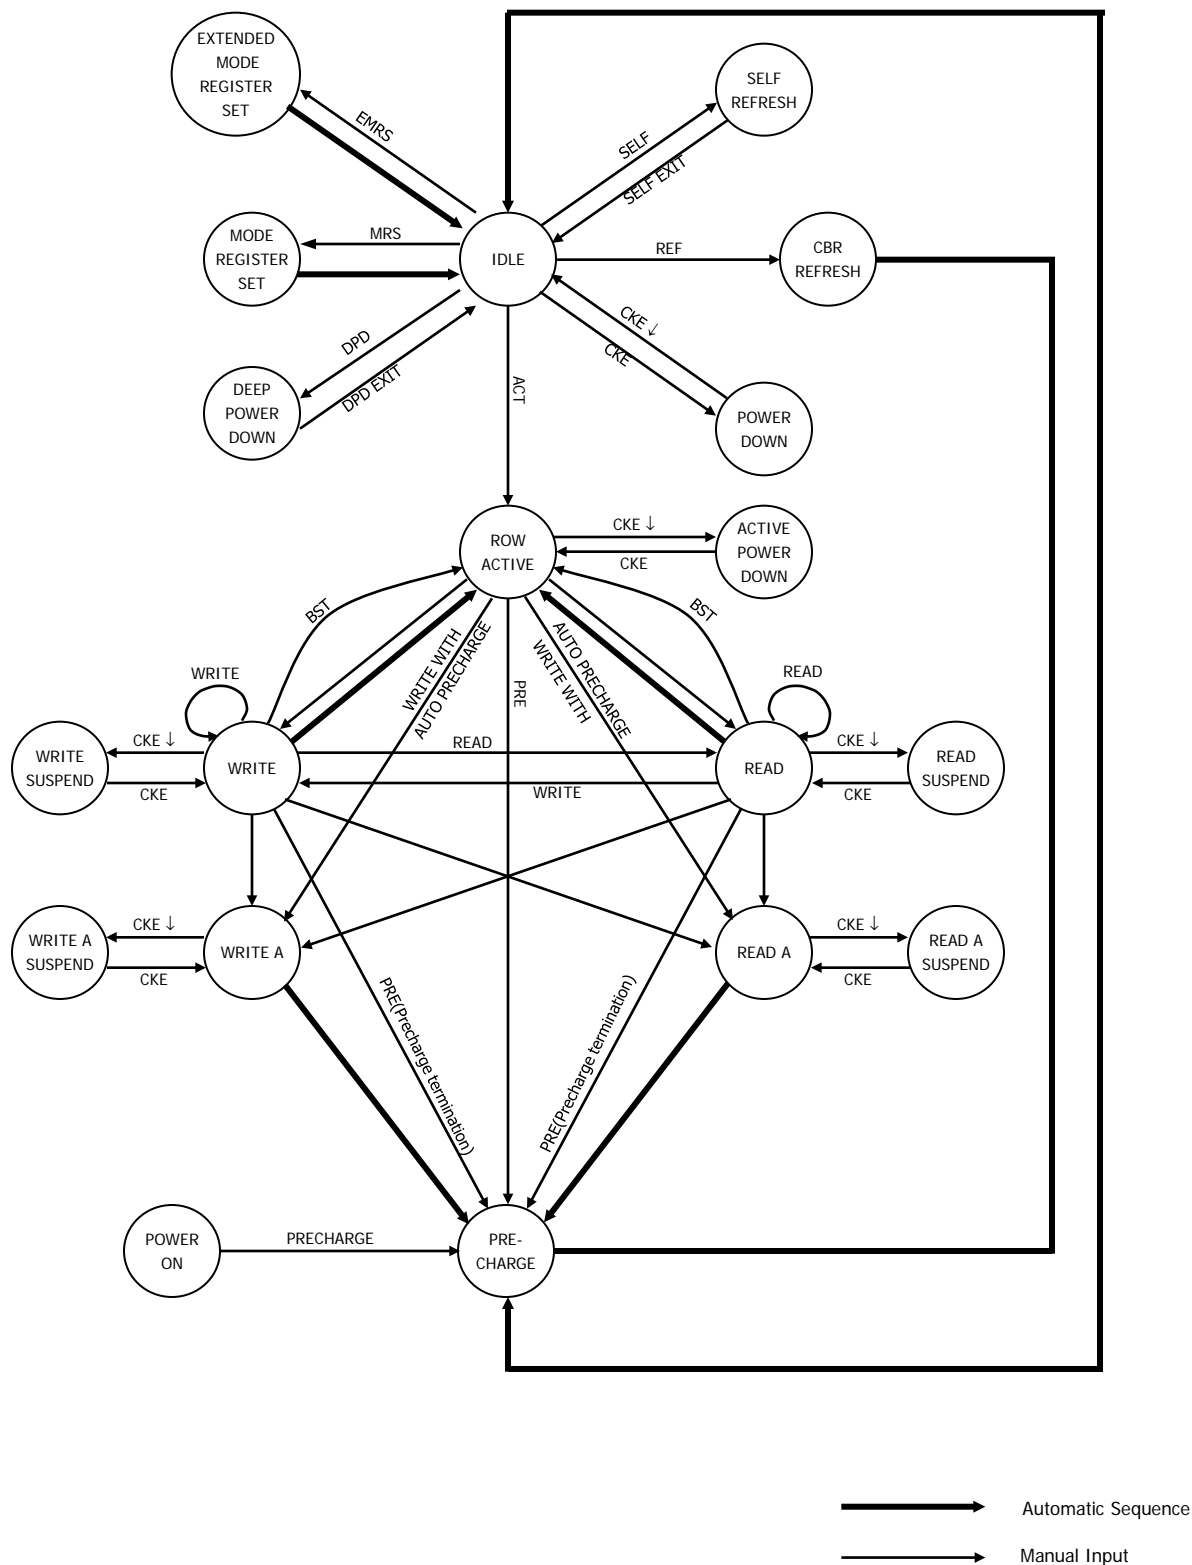 EXTENDED
MODE
REGISTER
SET
EMRS
SELF
REFRESH
SELF
SELF EXIT
MODE
REGISTER
SET
MRS
IDLE
REF
CBR
REFRESH
DPD
DPD EXIT
DEEP
POWER
DOWN
ACT
CKE ↓
CKE
POWER
DOWN
ROW
ACTIVE
CKE ↓
CKE
ACTIVE
POWER
DOWN
BST
BST
WRITE WITH
AUTO PRECHARGE
PRE
AUTO PRECHARGE
WRITE WITH
WRITE
READ
WRITE
SUSPEND
CKE ↓
CKE
WRITE
READ
WRITE
READ
CKE ↓
CKE
READ
SUSPEND
WRITE A
SUSPEND
CKE ↓
CKE
WRITE A
READ A
CKE ↓
CKE
READ A
SUSPEND
PRE(Precharge termination)
PRE(Precharge termination)
POWER
ON
PRECHARGE
PRE-
CHARGE
Automatic Sequence
Manual Input